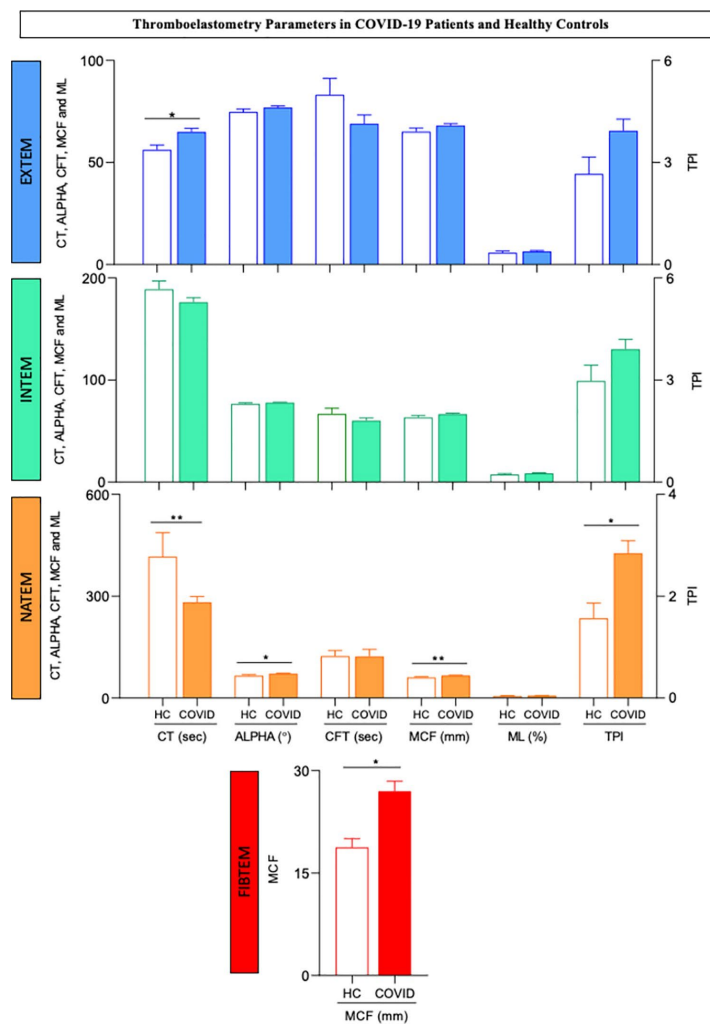 Thromboelastometry Parameters in COVID-19 Patients and Healthy Controls
EXTEM
CT, ALPHA, CFT, MCF and ML
100
50
0
*
6
3
0
TPI
INTEM
CT, ALPHA, CFT, MCF and ML
200
100
0
6
3
0
TPI
NATEM
CT, ALPHA, CFT, MCF and ML
600
300
0
**
*
**
*
4
2
0
TPI
HC COVID HC COVID HC COVID HC COVID HC COVID HC COVID
CT (sec) ALPHA (°) CFT (sec) MCF (mm) ML (%) TPI
FIBTEM
MCF
30
15
0
*
HC COVID
MCF (mm)